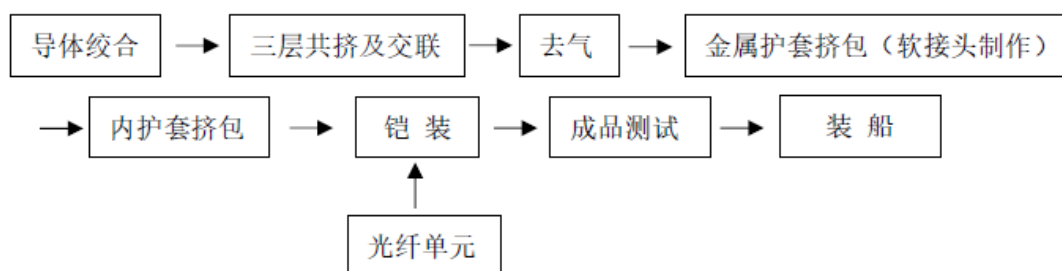 导体绞合 三层共挤及交联 去气 金属护套挤包（软接头制作）
内护套挤包 铠 装 成品测试 装 船
光纤单元